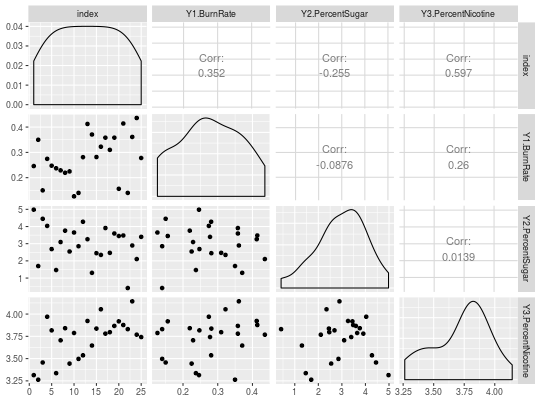 index Y1.BurnRate Y2.PercentSugar Y3.PercentNicotine
0.04
0.03
0.02
0.01
0.00
Corr:
0.352
Corr:
-0.255
Corr:
0.597
index
0.4
0.3
0.2
Corr:
-0.0876
Corr:
0.26
Y1.BurnRate
5
4
3
2
1
Corr:
0.0139
Y2.PercentSugar
4.00
3.75
3.50
3.25
Y3.PercentNicotine
0 5 10 15 20 25 0.2 0.3 0.4 1 2 3 4 5 3.25 3.50 3.75 4.00